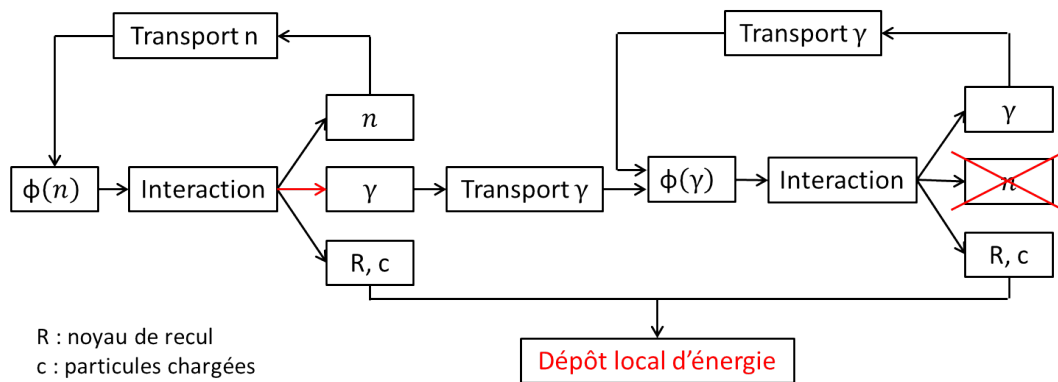 Transport n
Transport γ
n
γ
ϕ(n)
Interaction
γ
Transport γ
ϕ(γ)
Interaction
n
R, c
R, c
R : noyau de recul
c : particules chargées
Dépôt local d'énergie